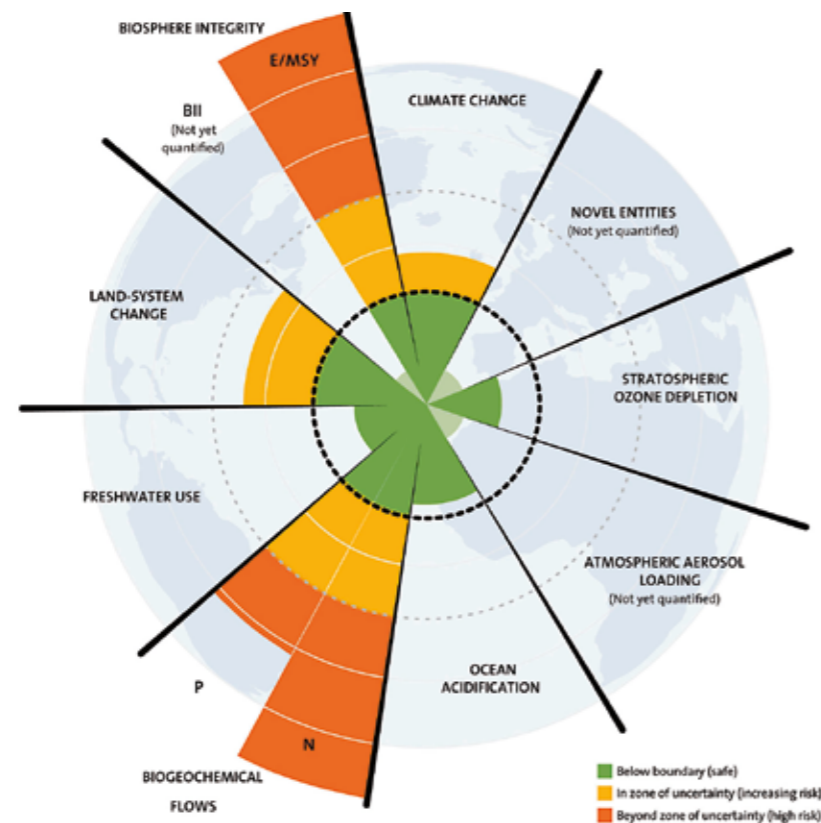 BIOSPHERE INTEGRITY
E/MSY
BII
(Not yet
quantified)
CLIMATE CHANGE
NOVEL ENTITIES
(Not yet quantified)
LAND-SYSTEM
CHANGE
STRATOSPHERIC
OZONE DEPLETION
FRESHWATER USE
ATMOSPHERIC AEROSOL
LOADING
(Not yet quantified)
OCEAN
ACIDIFICATION
P
N
BIOGEOCHEMICAL
FLOWS
Below boundary (safe)
In zone of uncertainty (increasing risk)
Beyond zone of uncertainty (high risk)